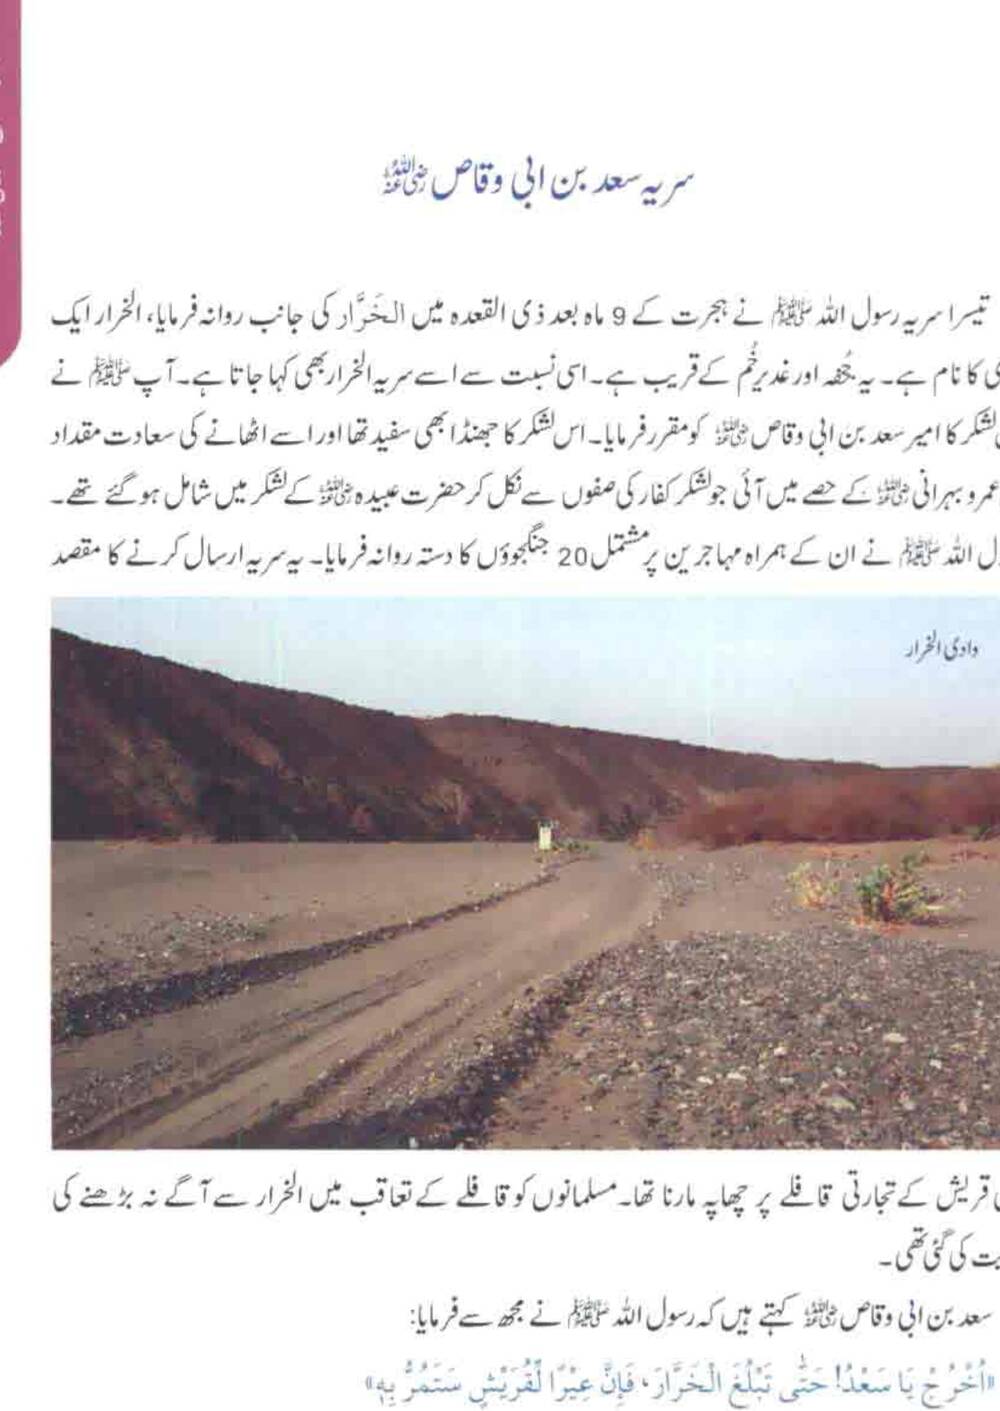 سریہ سعد بن ابی وقاص رضی اللہ عنہ
تیسرا سریہ رسول اللہ ﷺ نے ہجرت کے 9 ماہ بعد ذی القعدہ میں الخَرَّار کی جانب روانہ فرمایا، الخرار ایک
کا نام ہے۔ یہ جُحفہ اور غدیر خُم کے قریب ہے۔ اسی نسبت سے اسے سریہ الخرار بھی کہا جاتا ہے۔ آپ ﷺ نے
لشکر کا امیر سعد بن ابی وقاص رضی اللہ عنہ کو مقرر فرمایا۔ اس لشکر کا جھنڈا بھی سفید تھا اور اسے اٹھانے کی سعادت مقداد
عمرو بہرانی رضی اللہ عنہ کے حصے میں آئی جو لشکر کفار کی صفوں سے نکل کر حضرت عبیدہ رضی اللہ عنہ کے لشکر میں شامل ہو گئے تھے۔
اللہ ﷺ نے ان کے ہمراہ مہاجرین پر مشتمل 20 جنگجوؤں کا دستہ روانہ فرمایا۔ یہ سریہ ارسال کرنے کا مقصد
وادی الخرار
قریش کے تجارتی قافلے پر چھاپہ مارنا تھا۔ مسلمانوں کو قافلے کے تعاقب میں الخرار سے آگے نہ بڑھنے کی
کی گئی تھی۔
سعد بن ابی وقاص رضی اللہ عنہ کہتے ہیں کہ رسول اللہ ﷺ نے مجھ سے فرمایا:
«اُخْرُجْ يَا سَعْدُ! حَتّٰى تَبْلُغَ الْخَرَّارَ، فَإِنَّ عِيْرًا لِّقُرَيْشٍ سَتَمُرُّ بِهٖ»